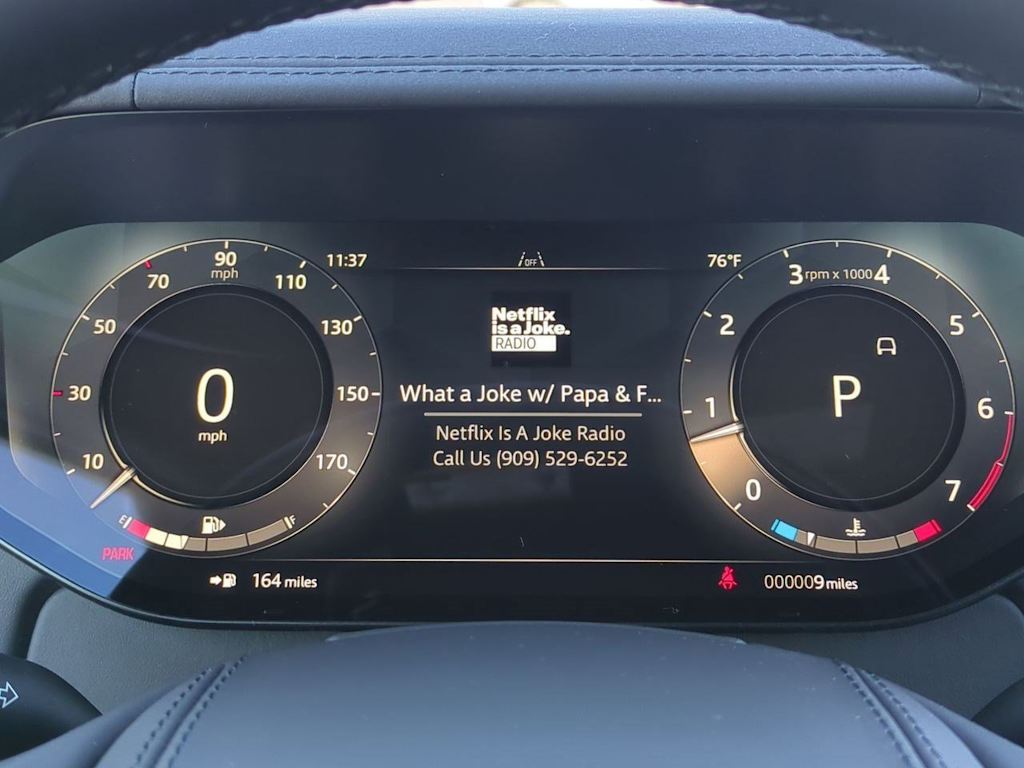 11:37
OFF
76°F
90
mph
70
110
50
130
30
150
10
170
0
mph
E
F
PARK
164 miles
Netflix
is a Joke.
RADIO
What a Joke w/ Papa & F...
Netflix Is A Joke Radio
Call Us (909) 529-6252
3 rpm x 1000 4
2
5
1
6
0
7
P
000009 miles